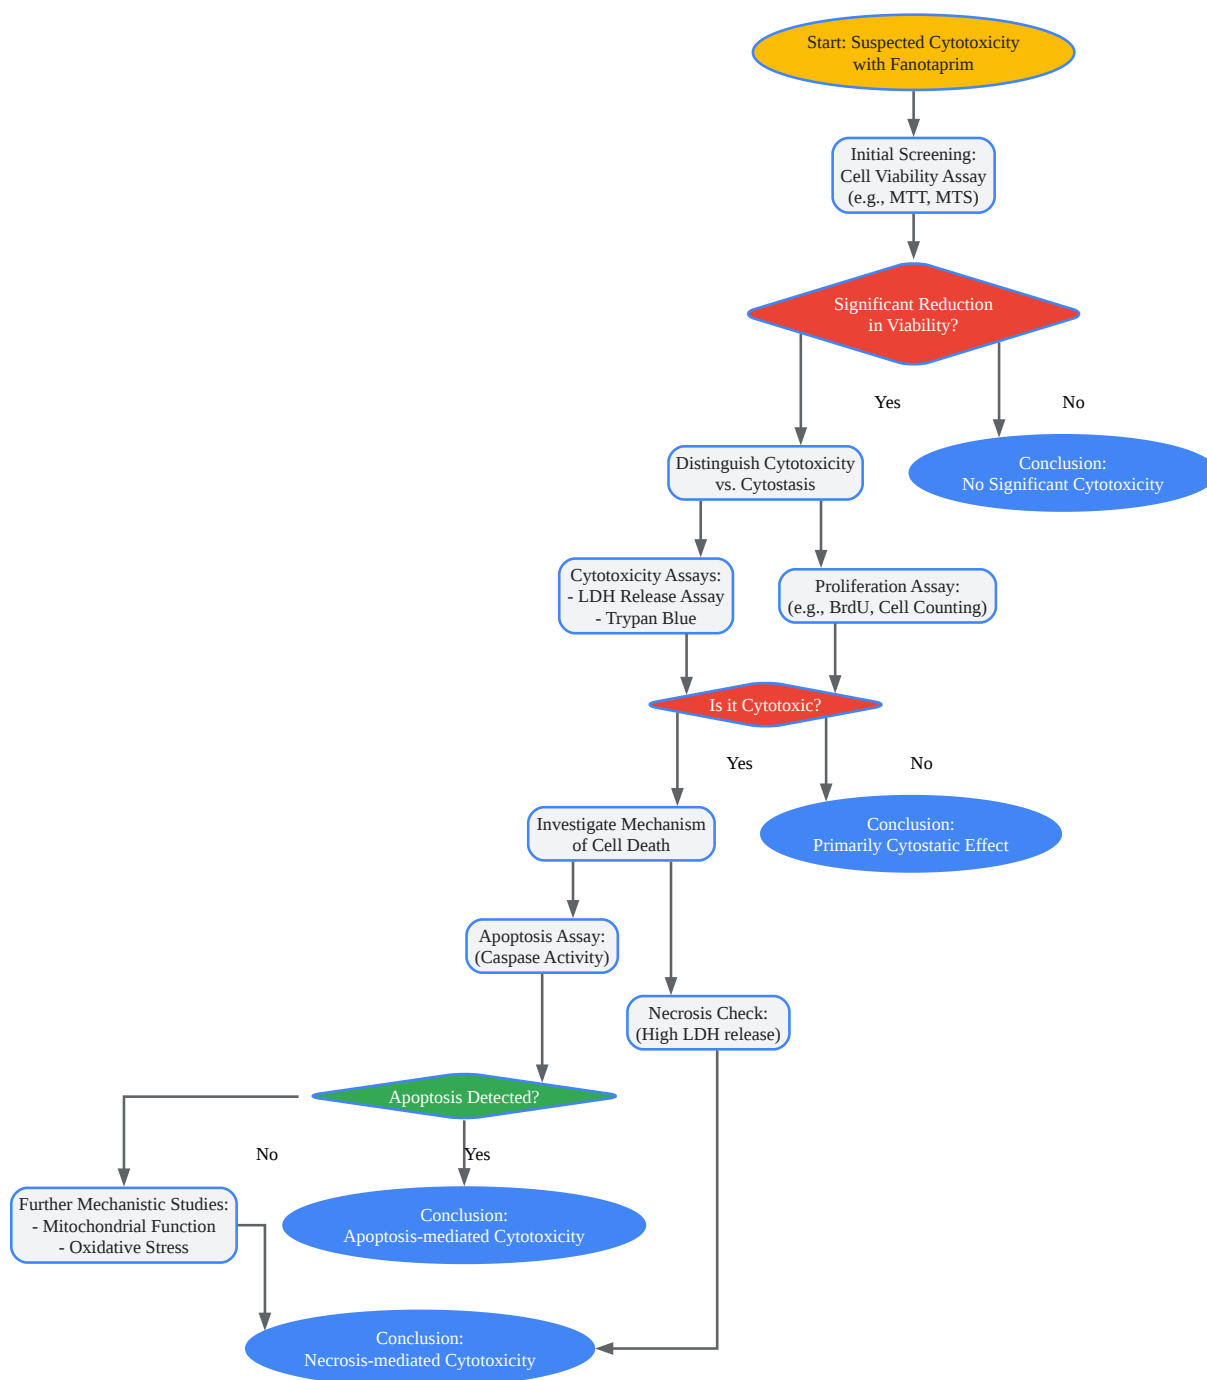 Start: Suspected Cytotoxicity
with Fanotaprim
Initial Screening:
Cell Viability Assay
(e.g., MTT, MTS)
Significant Reduction
in Viability?
Yes
No
Distinguish Cytotoxicity
vs. Cytostasis
Conclusion:
No Significant Cytotoxicity
Cytotoxicity Assays:
- LDH Release Assay
- Trypan Blue
Proliferation Assay:
(e.g., BrdU, Cell Counting)
Is it Cytotoxic?
Yes
No
Investigate Mechanism
of Cell Death
Conclusion:
Primarily Cytostatic Effect
Apoptosis Assay:
(Caspase Activity)
Necrosis Check:
(High LDH release)
Apoptosis Detected?
No
Yes
Further Mechanistic Studies:
- Mitochondrial Function
- Oxidative Stress
Conclusion:
Apoptosis-mediated Cytotoxicity
Conclusion:
Necrosis-mediated Cytotoxicity